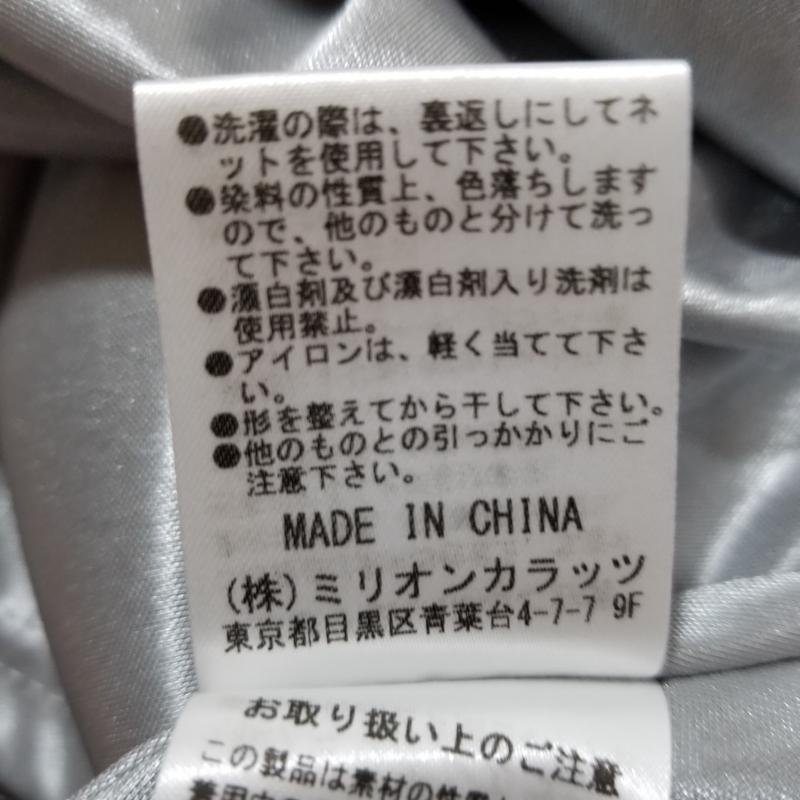 ●洗濯の際は、裏返しにしてネ
ットを使用して下さい。
●染料の性質上、色落ちします
ので、他のものと分けて洗っ
て下さい。
●漂白剤及び漂白剤入り洗剤は
使用禁止。
●アイロンは、軽く当てて下さ
い。
●形を整えてから干して下さい。
●他のものとの引っかかりにご
注意下さい。
MADE IN CHINA
(株)ミリオンカラッツ
東京都目黒区青葉台4-7-7 9F
お取り扱い上のご注意
この製品は素材の性質